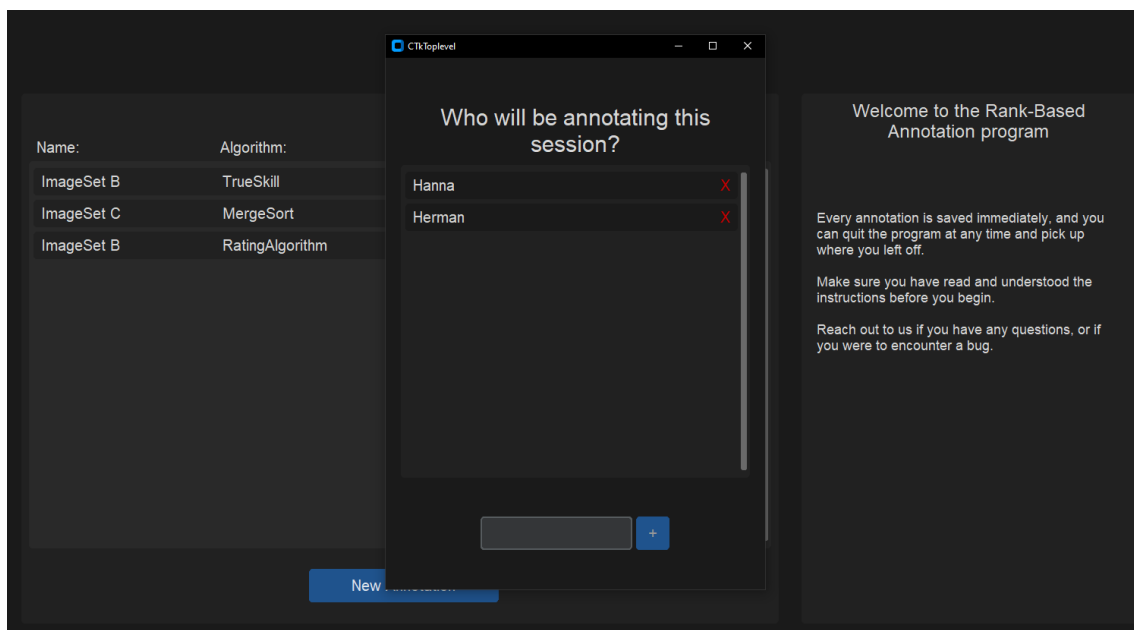 CTkToplevel
Who will be annotating this
session?
Hanna X
Herman X
+
Name: Algorithm:
ImageSet B TrueSkill
ImageSet C MergeSort
ImageSet B RatingAlgorithm
New
Welcome to the Rank-Based
Annotation program
Every annotation is saved immediately, and you
can quit the program at any time and pick up
where you left off.
Make sure you have read and understood the
instructions before you begin.
Reach out to us if you have any questions, or if
you were to encounter a bug.